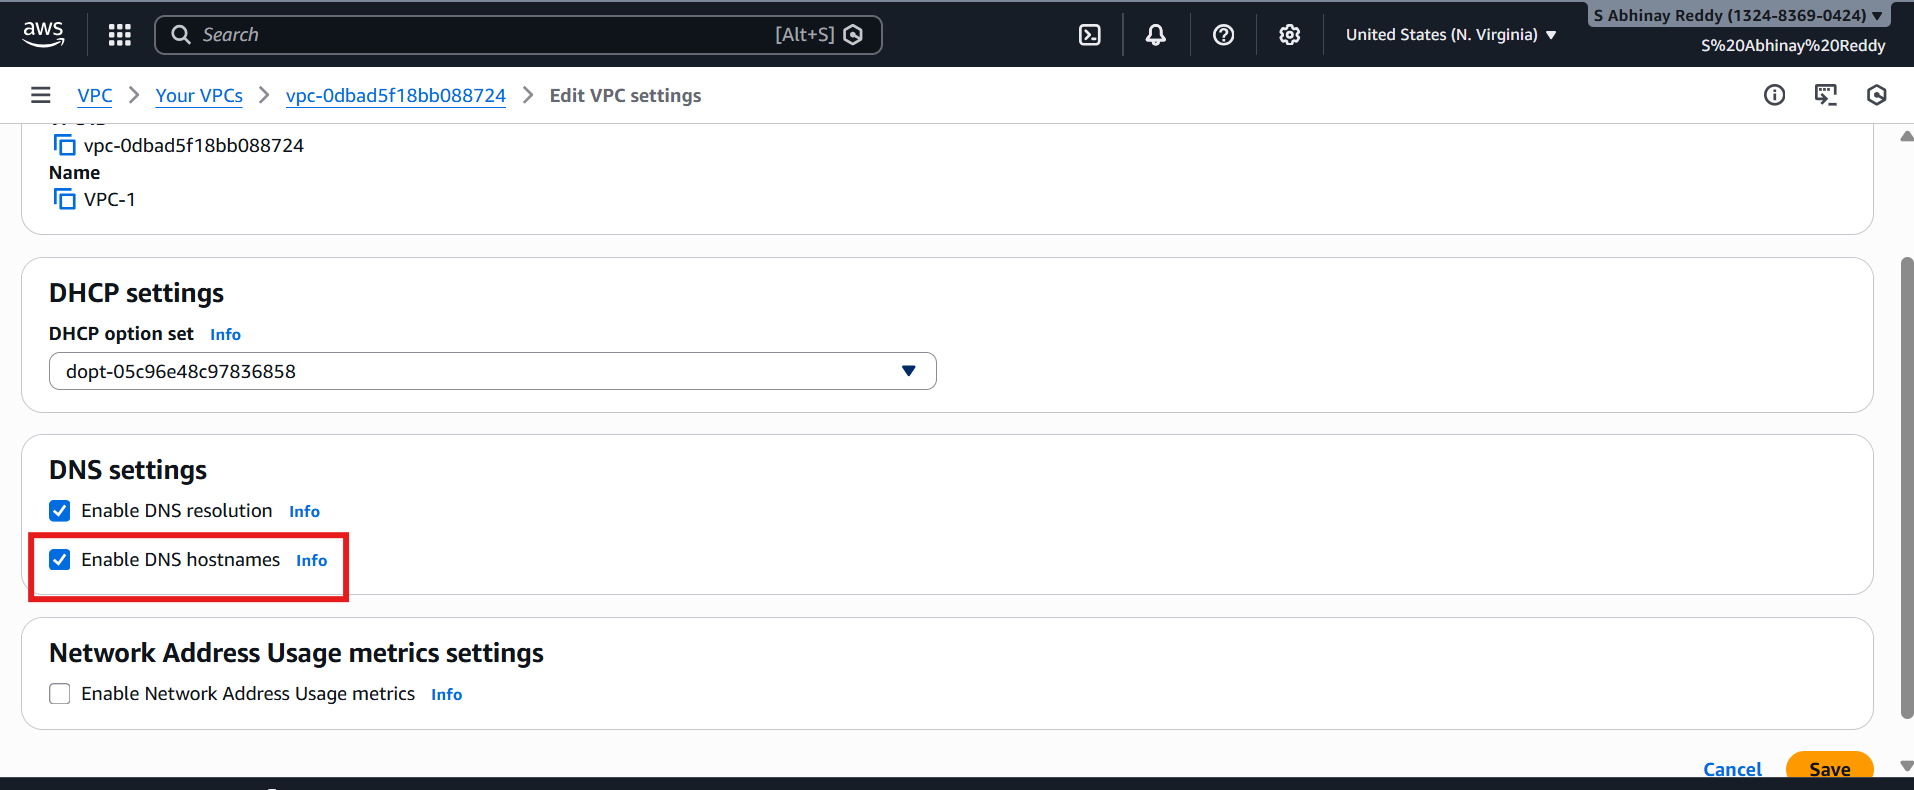 aws
Search [Alt+S]
United States (N. Virginia) ▼
S Abhinay Reddy (1324-8369-0424) ▼
S%20Abhinay%20Reddy
VPC > Your VPCs > vpc-0dbad5f18bb088724 > Edit VPC settings
vpc-0dbad5f18bb088724
Name
VPC-1
DHCP settings
DHCP option set Info
dopt-05c96e48c97836858
DNS settings
Enable DNS resolution Info
Enable DNS hostnames Info
Network Address Usage metrics settings
Enable Network Address Usage metrics Info
Cancel Save